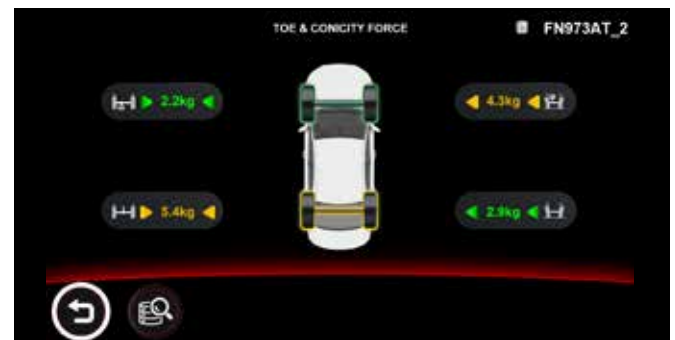 TOE & CONICITY FORCE
FN973AT_2
2.2kg
4.3kg
5.4kg
2.9kg